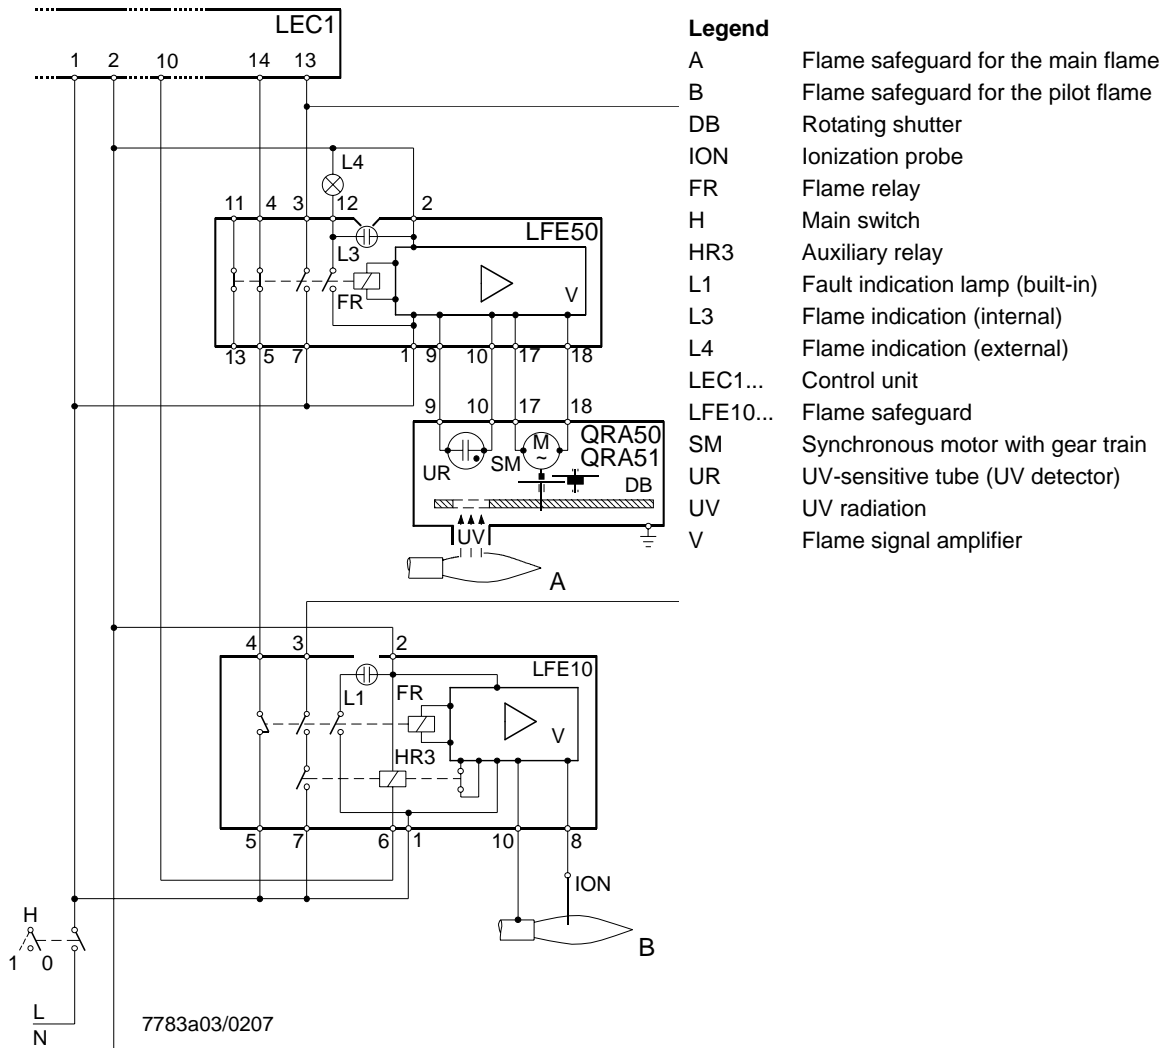 LEC1
1 2 10 14 13
L4
11 4 3 12 2
LFE50
L3
FR
V
13 5 7 1 9 10 17 18
9 10 17 18
QRA50
QRA51
UR SM M ~ DB
UV
A
4 3 2
LFE10
L1 FR
V
HR3
5 7 6 1 10 8
ION
B
H
1 0
L
N
7783a03/0207
Legend
A Flame safeguard for the main flame
B Flame safeguard for the pilot flame
DB Rotating shutter
ION Ionization probe
FR Flame relay
H Main switch
HR3 Auxiliary relay
L1 Fault indication lamp (built-in)
L3 Flame indication (internal)
L4 Flame indication (external)
LEC1... Control unit
LFE10... Flame safeguard
SM Synchronous motor with gear train
UR UV-sensitive tube (UV detector)
UV UV radiation
V Flame signal amplifier